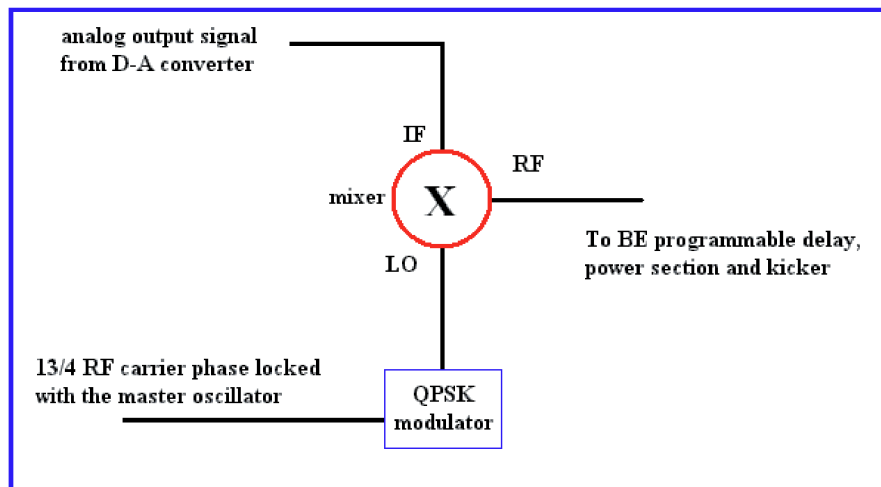 analog output signal
from D-A converter
IF
RF
mixer
X
To BE programmable delay,
power section and kicker
LO
13/4 RF carrier phase locked
with the master oscillator
QPSK
modulator